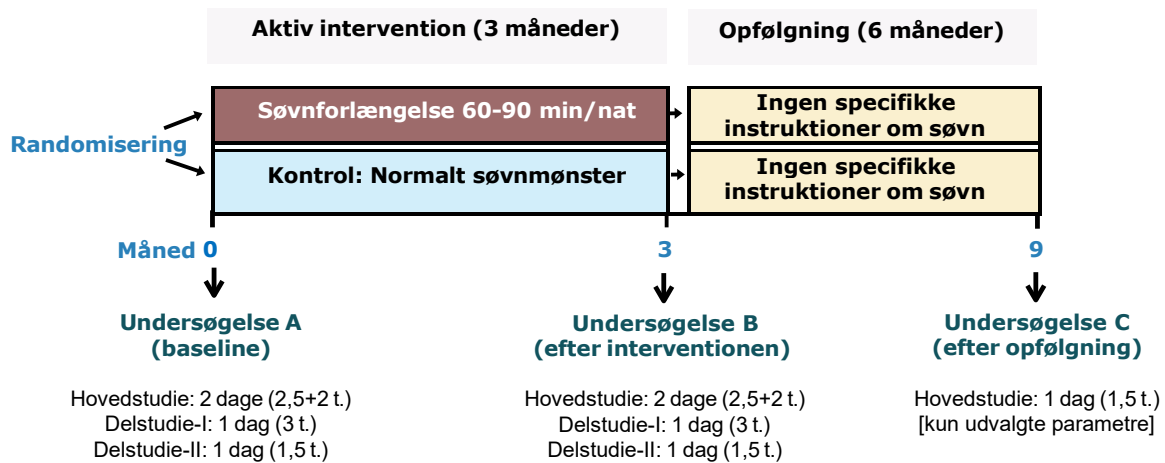 Aktiv intervention (3 måneder)
Opfølgning (6 måneder)
Randomisering
Søvnforlængelse 60-90 min/nat
Ingen specifikke
instruktioner om søvn
Kontrol: Normalt søvnmønster
Ingen specifikke
instruktioner om søvn
Måned 0
3
9
Undersøgelse A
(baseline)
Hovedstudie: 2 dage (2,5+2 t.)
Delstudie-I: 1 dag (3 t.)
Delstudie-II: 1 dag (1,5 t.)
Undersøgelse B
(efter interventionen)
Hovedstudie: 2 dage (2,5+2 t.)
Delstudie-I: 1 dag (3 t.)
Delstudie-II: 1 dag (1,5 t.)
Undersøgelse C
(efter opfølgning)
Hovedstudie: 1 dag (1,5 t.)
[kun udvalgte parametre]